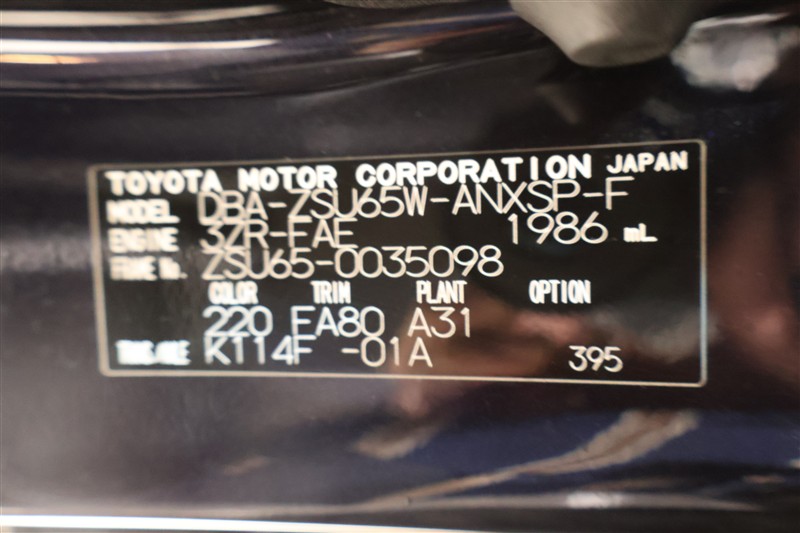 TOYOTA MOTOR CORPORATION JAPAN
MODEL DBA-ZSU65W-ANXSP-F
ENGINE 3ZR-FAE 1986 mL
FRAME No. ZSU65-0035098
COLOR TRIM PLANT OPTION
220 FA80 A31
TRANS/AXLE K114F -01A 395